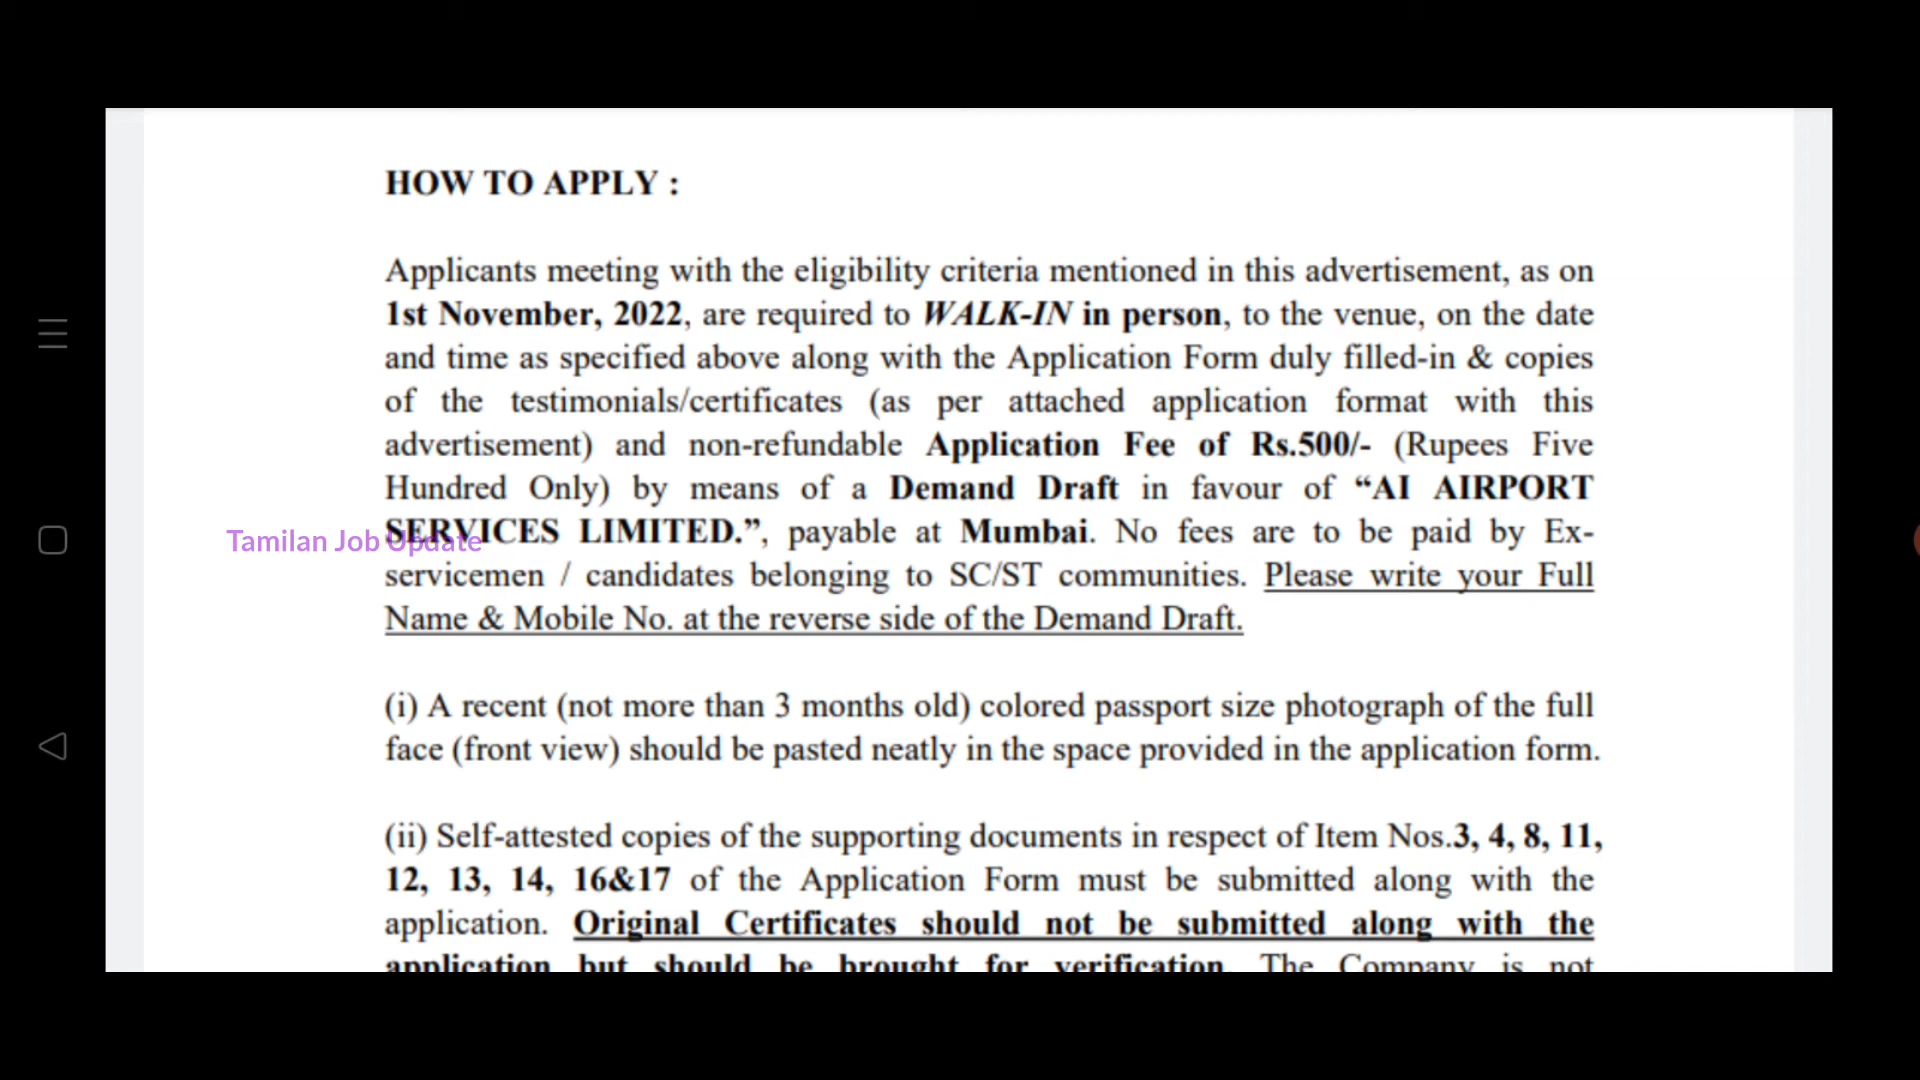 HOW TO APPLY :
Applicants meeting with the eligibility criteria mentioned in this advertisement, as on
1st November, 2022, are required to WALK-IN in person, to the venue, on the date
and time as specified above along with the Application Form duly filled-in & copies
of the testimonials/certificates (as per attached application format with this
advertisement) and non-refundable Application Fee of Rs.500/- (Rupees Five
Hundred Only) by means of a Demand Draft in favour of “AI AIRPORT
SERVICES LIMITED.”, payable at Mumbai. No fees are to be paid by Ex-
Tamilan Job Update
servicemen / candidates belonging to SC/ST communities. Please write your Full
Name & Mobile No. at the reverse side of the Demand Draft.
(i) A recent (not more than 3 months old) colored passport size photograph of the full
face (front view) should be pasted neatly in the space provided in the application form.
(ii) Self-attested copies of the supporting documents in respect of Item Nos.3, 4, 8, 11,
12, 13, 14, 16&17 of the Application Form must be submitted along with the
application. Original Certificates should not be submitted along with the
application but should be brought for verification. The Company is not